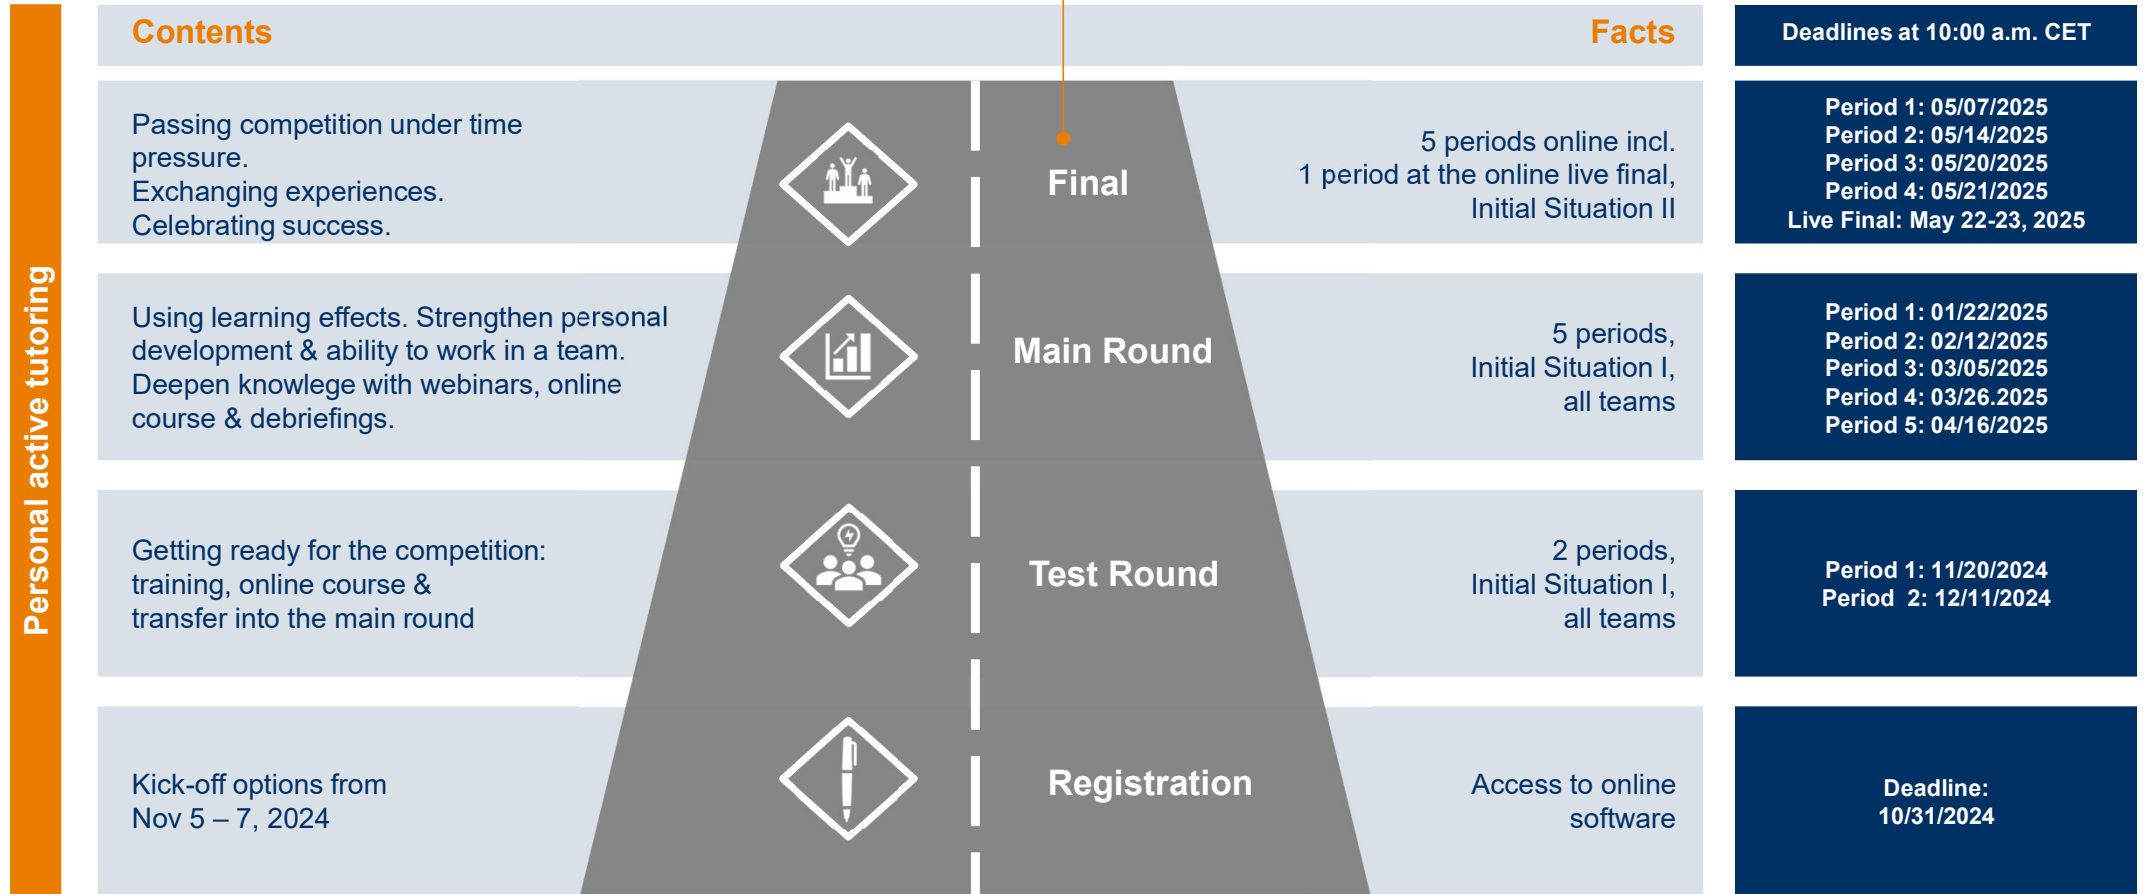 Personal active tutoring
Contents
Facts
Deadlines at 10:00 a.m. CET
Passing competition under time
pressure.
Exchanging experiences.
Celebrating success.
Final
5 periods online incl.
1 period at the online live final,
Initial Situation II
Period 1: 05/07/2025
Period 2: 05/14/2025
Period 3: 05/20/2025
Period 4: 05/21/2025
Live Final: May 22-23, 2025
Using learning effects. Strengthen personal
development & ability to work in a team.
Deepen knowlege with webinars, online
course & debriefings.
Main Round
5 periods,
Initial Situation I,
all teams
Period 1: 01/22/2025
Period 2: 02/12/2025
Period 3: 03/05/2025
Period 4: 03/26.2025
Period 5: 04/16/2025
Getting ready for the competition:
training, online course &
transfer into the main round
Test Round
2 periods,
Initial Situation I,
all teams
Period 1: 11/20/2024
Period  2: 12/11/2024
Kick-off options from
Nov 5 – 7, 2024
Registration
Access to online
software
Deadline:
10/31/2024